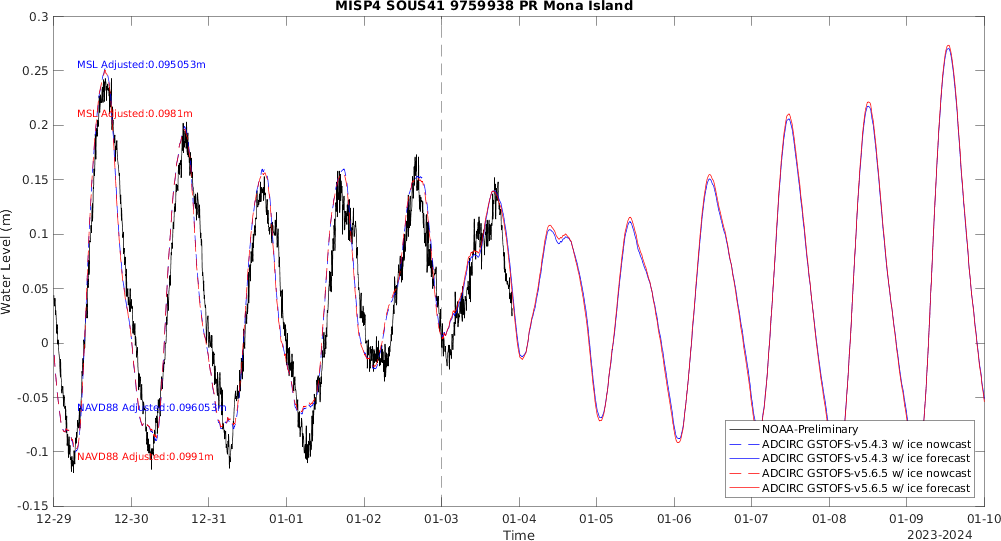 MISP4 SOUS41 9759938 PR Mona Island
0.3
0.25
0.2
0.15
0.1
0.05
0
-0.05
-0.1
-0.15
Water Level (m)
MSL Adjusted:0.095053m
MSL Adjusted:0.0981m
NAVD88 Adjusted:0.096053m
NAVD88 Adjusted:0.0991m
NOAA-Preliminary
ADCIRC GSTOFS-v5.4.3 w/ ice nowcast
ADCIRC GSTOFS-v5.4.3 w/ ice forecast
ADCIRC GSTOFS-v5.6.5 w/ ice nowcast
ADCIRC GSTOFS-v5.6.5 w/ ice forecast
12-29 12-30 12-31 01-01 01-02 01-03 01-04 01-05 01-06 01-07 01-08 01-09 01-10
Time
2023-2024